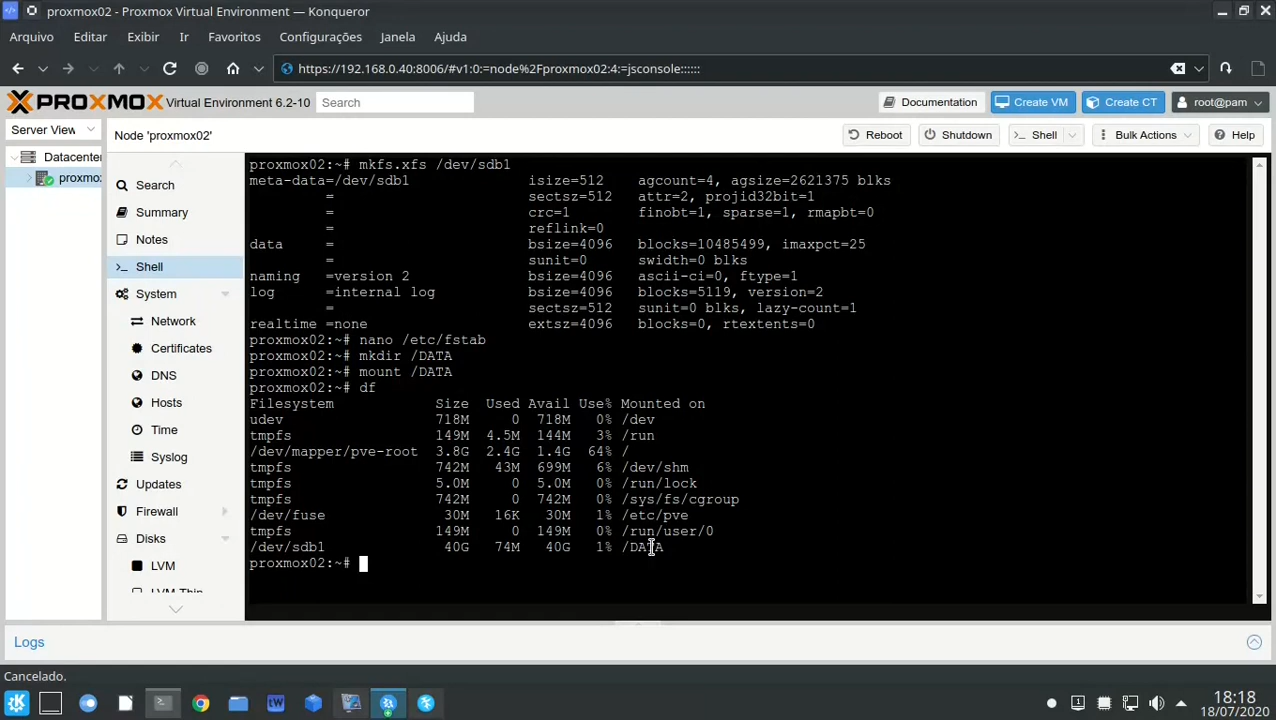 proxmox02 - Proxmox Virtual Environment — Konqueror
Arquivo Editar Exibir Ir Favoritos Configurações Janela Ajuda
https://192.168.0.40:8006/#v1:0:=node%2Fproxmox02:4:=jsconsole::::::
PROXMOX Virtual Environment 6.2-10 Search Documentation Create VM Create CT root@pam
Server View
Node 'proxmox02' Reboot Shutdown >_ Shell Bulk Actions ? Help
Datacenter
proxmox
Search
Summary
Notes
>_ Shell
System
Network
Certificates
DNS
Hosts
Time
Syslog
Updates
Firewall
Disks
LVM
LVM-Thin
proxmox02:~# mkfs.xfs /dev/sdb1
meta-data=/dev/sdb1 isize=512 agcount=4, agsize=2621375 blks
= sectsz=512 attr=2, projid32bit=1
= crc=1 finobt=1, sparse=1, rmapbt=0
= reflink=0
data = bsize=4096 blocks=10485499, imaxpct=25
= sunit=0 swidth=0 blks
naming =version 2 bsize=4096 ascii-ci=0, ftype=1
log =internal log bsize=4096 blocks=5119, version=2
= sectsz=512 sunit=0 blks, lazy-count=1
realtime =none extsz=4096 blocks=0, rtextents=0
proxmox02:~# nano /etc/fstab
proxmox02:~# mkdir /DATA
proxmox02:~# mount /DATA
proxmox02:~# df
Filesystem Size Used Avail Use% Mounted on
udev 718M 0 718M 0% /dev
tmpfs 149M 4.5M 144M 3% /run
/dev/mapper/pve-root 3.8G 2.4G 1.4G 64% /
tmpfs 742M 43M 699M 6% /dev/shm
tmpfs 5.0M 0 5.0M 0% /run/lock
tmpfs 742M 0 742M 0% /sys/fs/cgroup
/dev/fuse 30M 16K 30M 1% /etc/pve
tmpfs 149M 0 149M 0% /run/user/0
/dev/sdb1 40G 74M 40G 1% /DATA
proxmox02:~#
Logs
Cancelado.
18:18
18/07/2020